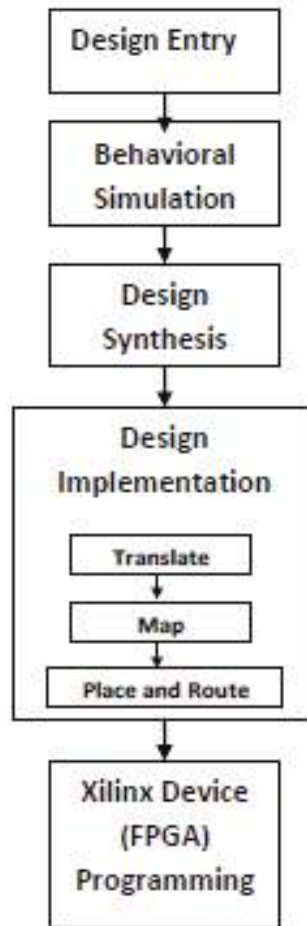 Design Entry
Behavioral
Simulation
Design
Synthesis
Design
Implementation
Translate
Map
Place and Route
Xilinx Device
(FPGA)
Programming